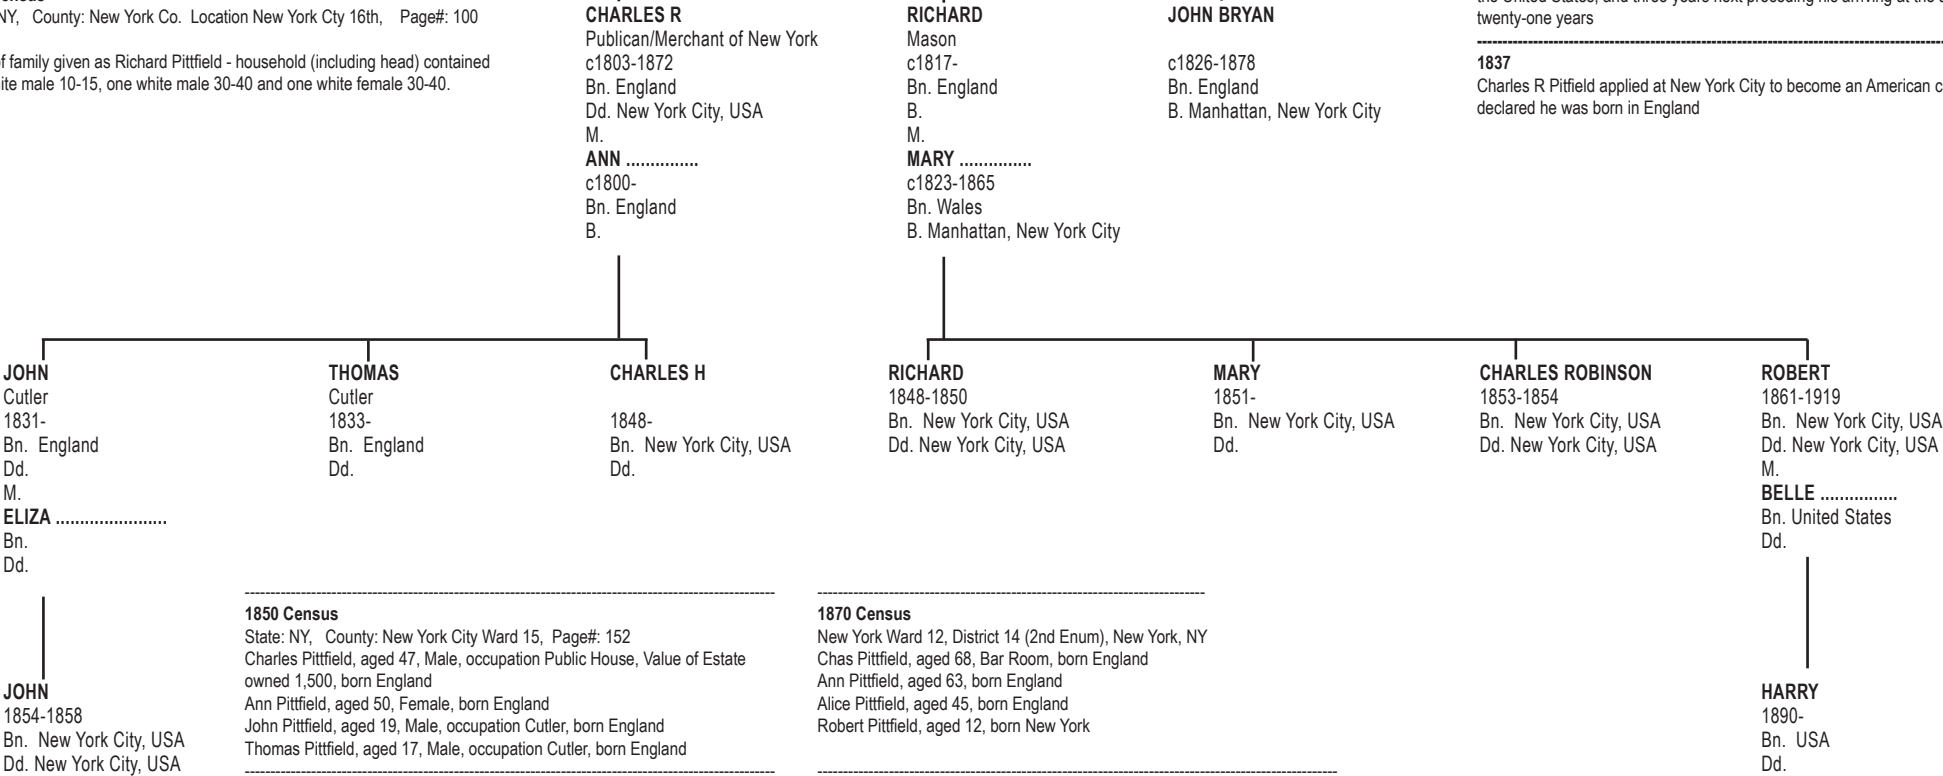 NY, County: New York Co. Location New York Cty 16th, Page#: 100
of family given as Richard Pittfield - household (including head) contained
male 10-15, one white male 30-40 and one white female 30-40.
CHARLES R
Publican/Merchant of New York
c1803-1872
Bn. England
Dd. New York City, USA
M.
ANN ...............
c1800-
Bn. England
B.
RICHARD
Mason
c1817-
Bn. England
B.
M.
MARY ...............
c1823-1865
Bn. Wales
B. Manhattan, New York City
JOHN BRYAN
c1826-1878
Bn. England
B. Manhattan, New York City
the United States, and three years next preceding his arriving at the
twenty-one years
1837
Charles R Pitfield applied at New York City to become an American
declared he was born in England
JOHN
Cutler
1831-
Bn. England
Dd.
M.
ELIZA .......................
Bn.
Dd.
THOMAS
Cutler
1833-
Bn. England
Dd.
CHARLES H
1848-
Bn. New York City, USA
Dd.
RICHARD
1848-1850
Bn. New York City, USA
Dd. New York City, USA
MARY
1851-
Bn. New York City, USA
Dd.
CHARLES ROBINSON
1853-1854
Bn. New York City, USA
Dd. New York City, USA
ROBERT
1861-1919
Bn. New York City, USA
Dd. New York City, USA
M.
BELLE ................
Bn. United States
Dd.
JOHN
1854-1858
Bn. New York City, USA
Dd. New York City, USA
1850 Census
State: NY, County: New York City Ward 15, Page#: 152
Charles Pittfield, aged 47, Male, occupation Public House, Value of Estate
owned 1,500, born England
Ann Pittfield, aged 50, Female, born England
John Pittfield, aged 19, Male, occupation Cutler, born England
Thomas Pittfield, aged 17, Male, occupation Cutler, born England
1870 Census
New York Ward 12, District 14 (2nd Enum), New York, NY
Chas Pittfield, aged 68, Bar Room, born England
Ann Pittfield, aged 63, born England
Alice Pittfield, aged 45, born England
Robert Pittfield, aged 12, born New York
HARRY
1890-
Bn. USA
Dd.